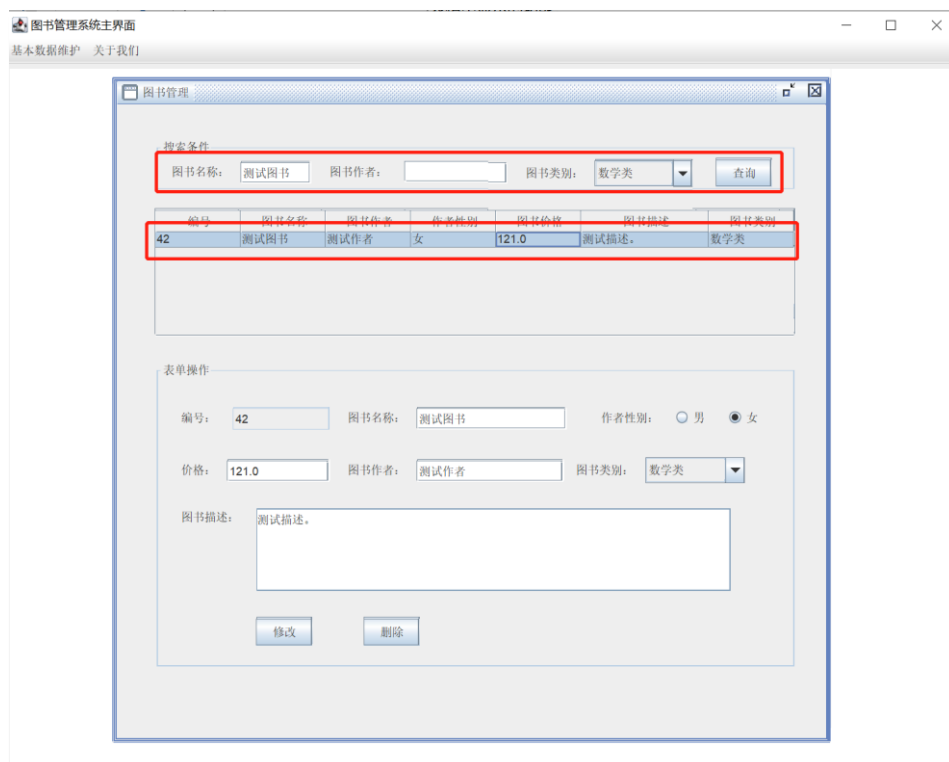 图书管理系统主界面
基本数据维护 关于我们
图书管理
搜索条件
图书名称： 测试图书 图书作者： 图书类别： 数学类 查询
编号 图书名称 图书作者 作者性别 图书价格 图书描述 图书类别
42 测试图书 测试作者 女 121.0 测试描述。 数学类
表单操作
编号： 42 图书名称： 测试图书 作者性别： 男 女
价格： 121.0 图书作者： 测试作者 图书类别： 数学类
图书描述： 测试描述。
修改 删除